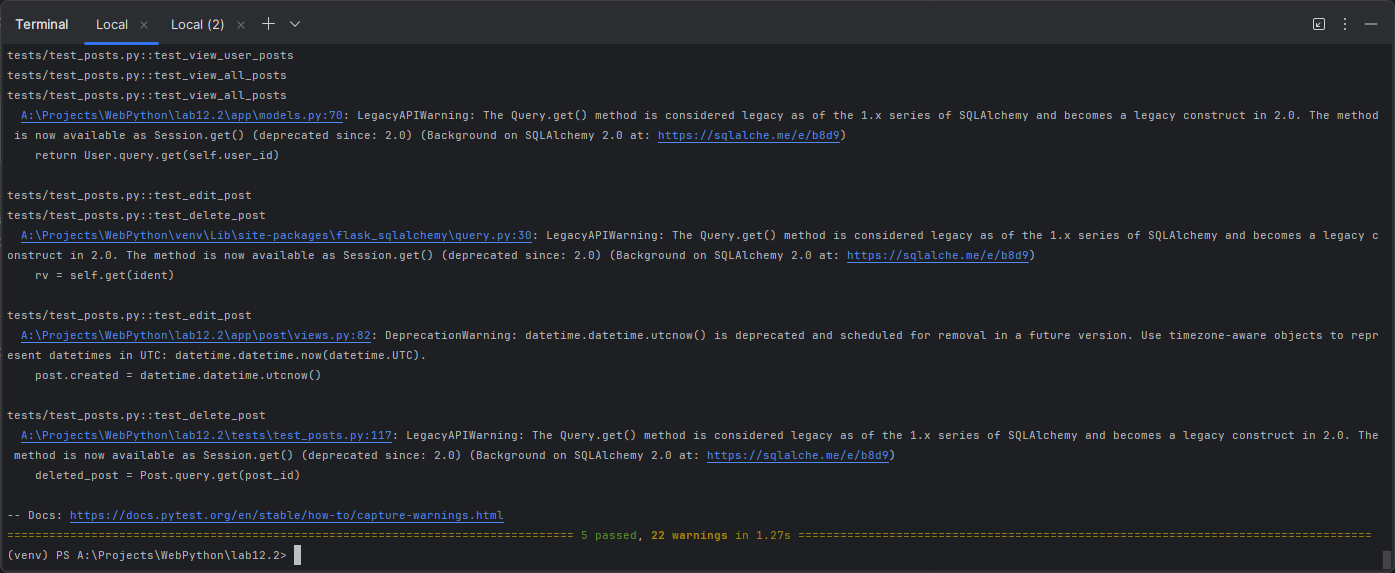 Terminal Local × Local (2) ×
tests/test_posts.py::test_view_user_posts
tests/test_posts.py::test_view_all_posts
tests/test_posts.py::test_view_all_posts
A:\Projects\WebPython\lab12.2\app\models.py:70: LegacyAPIWarning: The Query.get() method is considered legacy as of the 1.x series of SQLAlchemy and becomes a legacy construct in 2.0. The method
is now available as Session.get() (deprecated since: 2.0) (Background on SQLAlchemy 2.0 at: https://sqlalche.me/e/b8d9)
return User.query.get(self.user_id)
tests/test_posts.py::test_edit_post
tests/test_posts.py::test_delete_post
A:\Projects\WebPython\venv\Lib\site-packages\flask_sqlalchemy\query.py:30: LegacyAPIWarning: The Query.get() method is considered legacy as of the 1.x series of SQLAlchemy and becomes a legacy c
onstruct in 2.0. The method is now available as Session.get() (deprecated since: 2.0) (Background on SQLAlchemy 2.0 at: https://sqlalche.me/e/b8d9)
rv = self.get(ident)
tests/test_posts.py::test_edit_post
A:\Projects\WebPython\lab12.2\app\post\views.py:82: DeprecationWarning: datetime.datetime.utcnow() is deprecated and scheduled for removal in a future version. Use timezone-aware objects to repr
esent datetimes in UTC: datetime.datetime.now(datetime.UTC).
post.created = datetime.datetime.utcnow()
tests/test_posts.py::test_delete_post
A:\Projects\WebPython\lab12.2\tests\test_posts.py:117: LegacyAPIWarning: The Query.get() method is considered legacy as of the 1.x series of SQLAlchemy and becomes a legacy construct in 2.0. The
method is now available as Session.get() (deprecated since: 2.0) (Background on SQLAlchemy 2.0 at: https://sqlalche.me/e/b8d9)
deleted_post = Post.query.get(post_id)
-- Docs: https://docs.pytest.org/en/stable/how-to/capture-warnings.html
================================================================================= 5 passed, 22 warnings in 1.27s ==================================================================================
(venv) PS A:\Projects\WebPython\lab12.2>